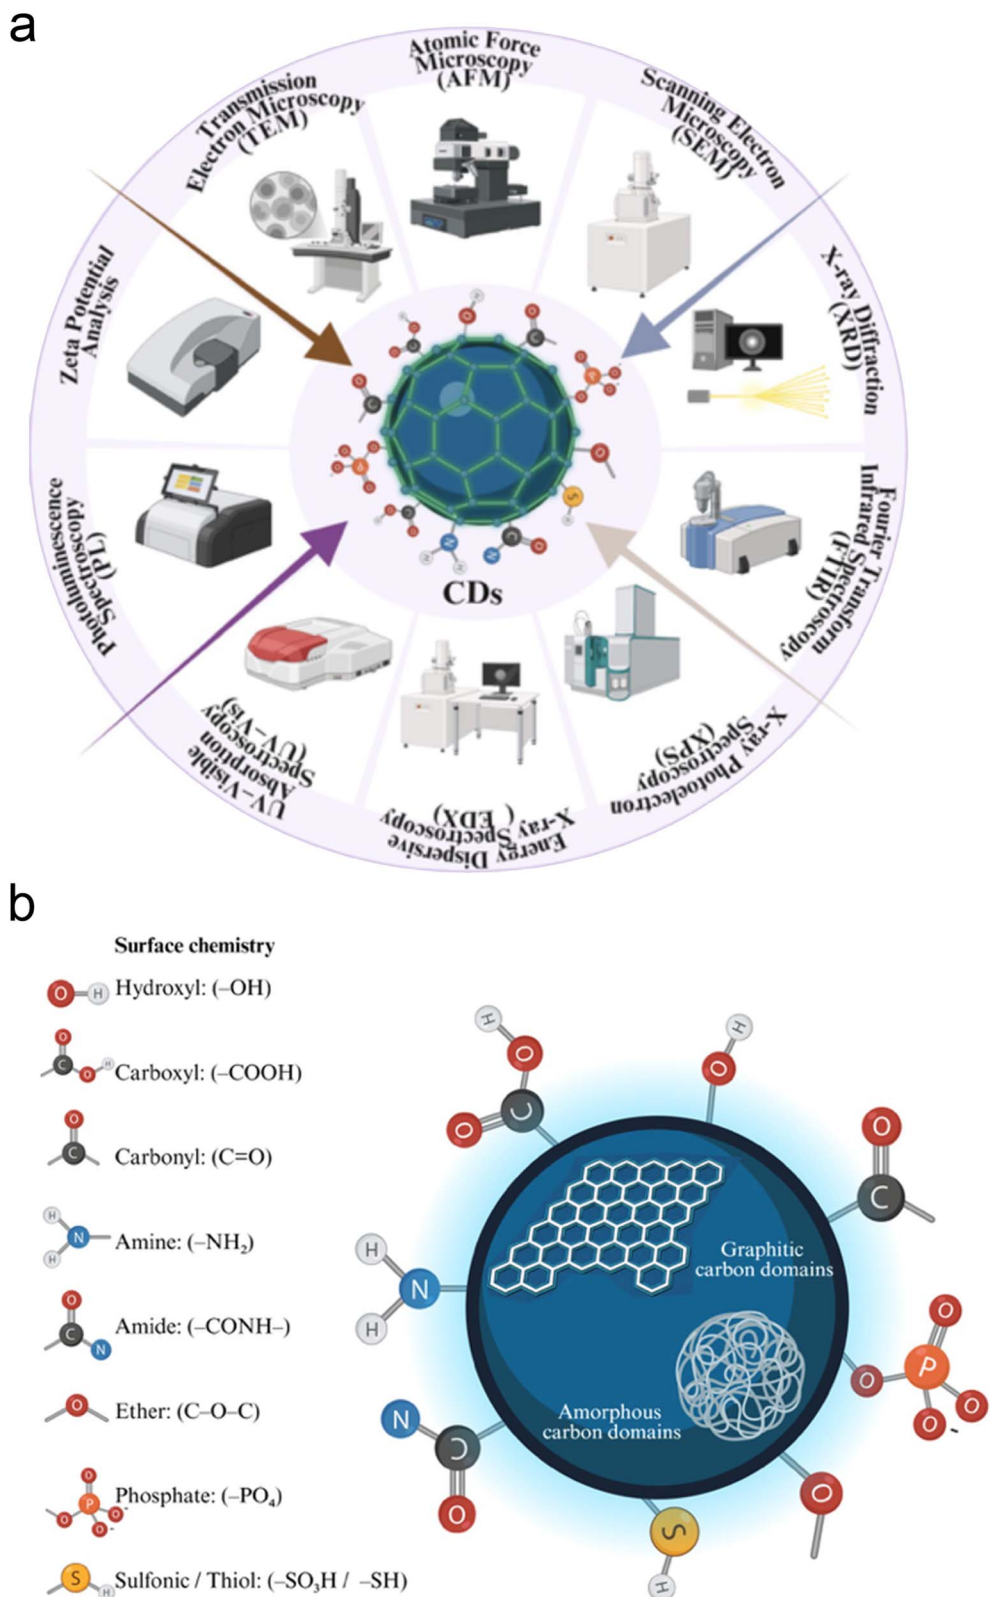 a
Atomic Force
Microscopy
(AFM)
Scanning Electron
Microscopy
(SEM)
X-ray Diffraction
(XRD)
Fourier Transform
Infrared Spectroscopy
(FTIR)
X-ray Photoelectron
Spectroscopy
(XPS)
Energy Dispersive
X-ray Spectroscopy
( EDX)
UV–Visible
Absorption
Spectroscopy
(UV–Vis)
Photoluminescence
Spectroscopy
(PL)
Zeta Potential
Analysis
Transmission
Electron Microscopy
(TEM)
CDs
b
Surface chemistry
O H Hydroxyl: (–OH)
O C O H Carboxyl: (–COOH)
O C Carbonyl: (C=O)
H N H Amine: (–NH₂)
O C N Amide: (–CONH–)
O Ether: (C–O–C)
O P O O O - - Phosphate: (–PO₄)
S H Sulfonic / Thiol: (–SO₃H / –SH)
H O C O
H O
O C
H N H
Graphitic
carbon domains
O P O O O -
Amorphous
carbon domains
N C O
O
S H